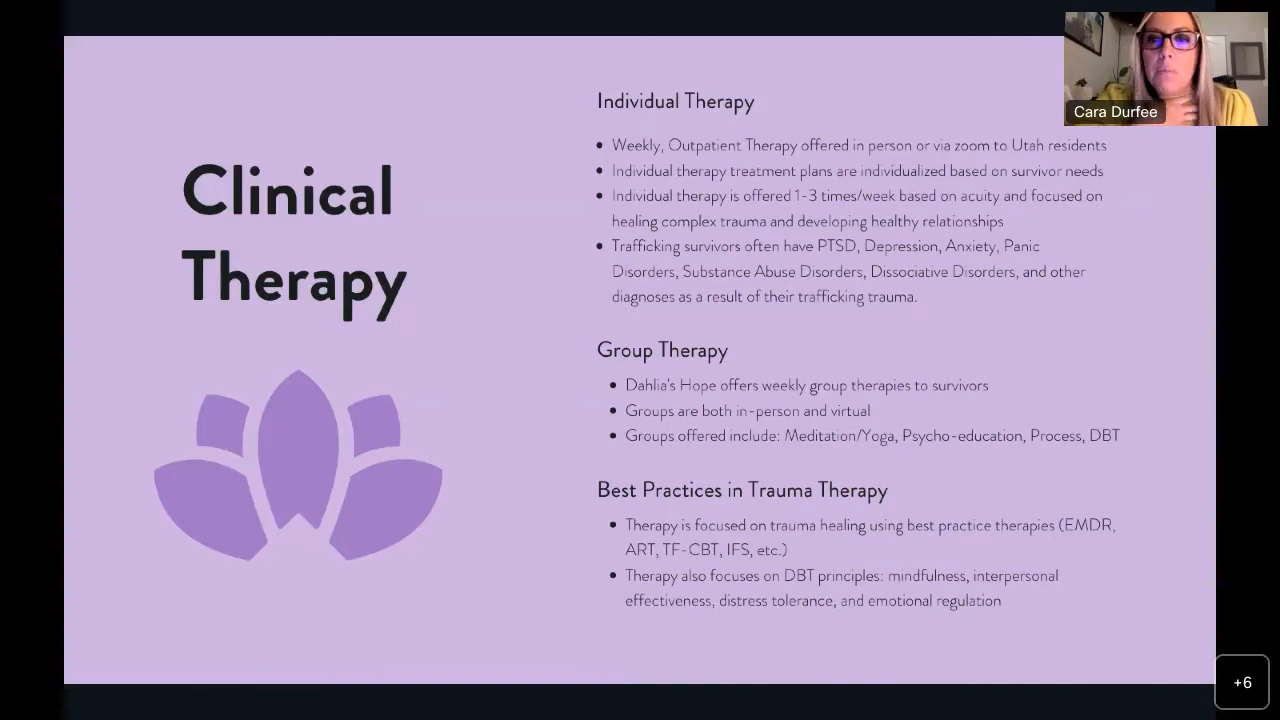 Clinical
Therapy
Individual Therapy
• Weekly, Outpatient Therapy offered in person or via zoom to Utah residents
• Individual therapy treatment plans are individualized based on survivor needs
• Individual therapy is offered 1-3 times/week based on acuity and focused on
healing complex trauma and developing healthy relationships
• Trafficking survivors often have PTSD, Depression, Anxiety, Panic
Disorders, Substance Abuse Disorders, Dissociative Disorders, and other
diagnoses as a result of their trafficking trauma.
Group Therapy
• Dahlia's Hope offers weekly group therapies to survivors
• Groups are both in-person and virtual
• Groups offered include: Meditation/Yoga, Psycho-education, Process, DBT
Best Practices in Trauma Therapy
• Therapy is focused on trauma healing using best practice therapies (EMDR,
ART, TF-CBT, IFS, etc.)
• Therapy also focuses on DBT principles: mindfulness, interpersonal
effectiveness, distress tolerance, and emotional regulation
Cara Durfee
+6